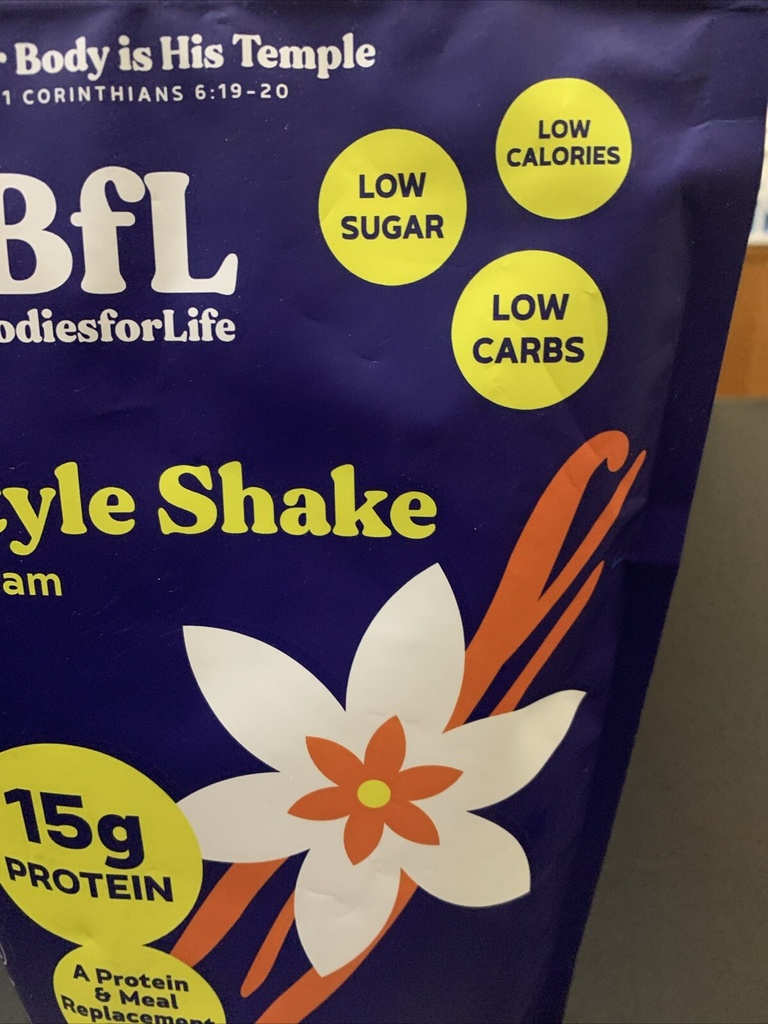 Body is His Temple
1 CORINTHIANS 6:19-20
LOW
CALORIES
LOW
SUGAR
BfL
odiesforLife
LOW
CARBS
yle Shake
am
15g
PROTEIN
A Protein
& Meal
Replacement